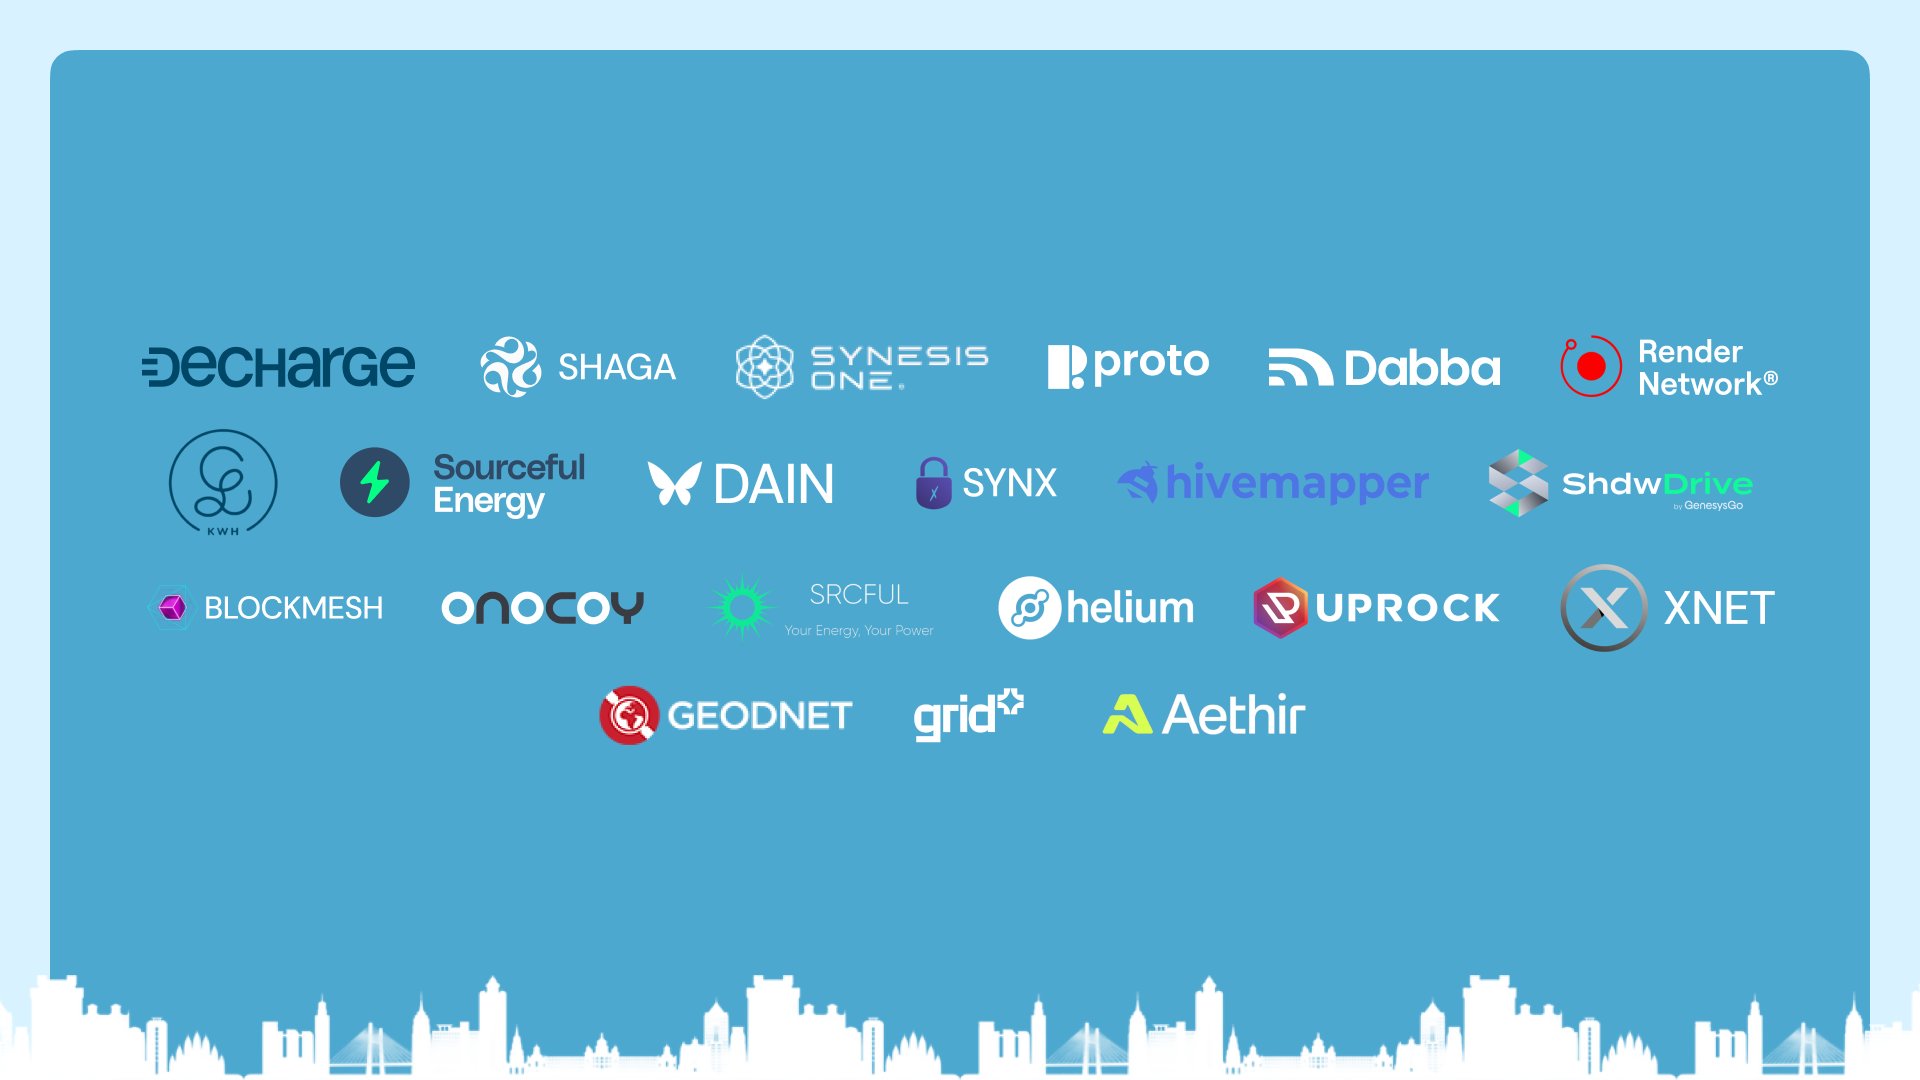 DecHarGe
SHAGA
SYNESIS
ONE.
proto
Dabba
Render
Network®
KWH
Sourceful
Energy
DAIN
SYNX
hivemapper
ShdwDrive
by GenesysGo
BLOCKMESH
onocoy
SRCFUL
Your Energy, Your Power
helium
UPROCK
XNET
GEODNET
grid
Aethir